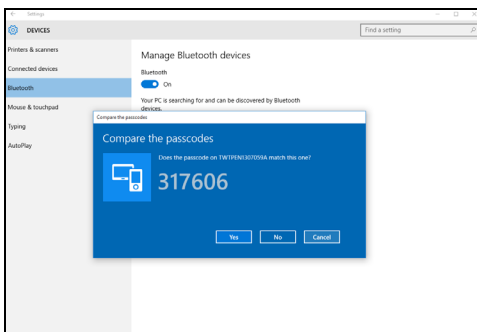 Settings
DEVICES
Find a setting
Printers & scanners
Connected devices
Bluetooth
Mouse & touchpad
Typing
AutoPlay
Manage Bluetooth devices
Bluetooth
On
Your PC is searching for and can be discovered by Bluetooth
devices.
Compare the passcodes
Compare the passcodes
Does the passcode on TWTPENI307059A match this one?
317606
Yes
No
Cancel